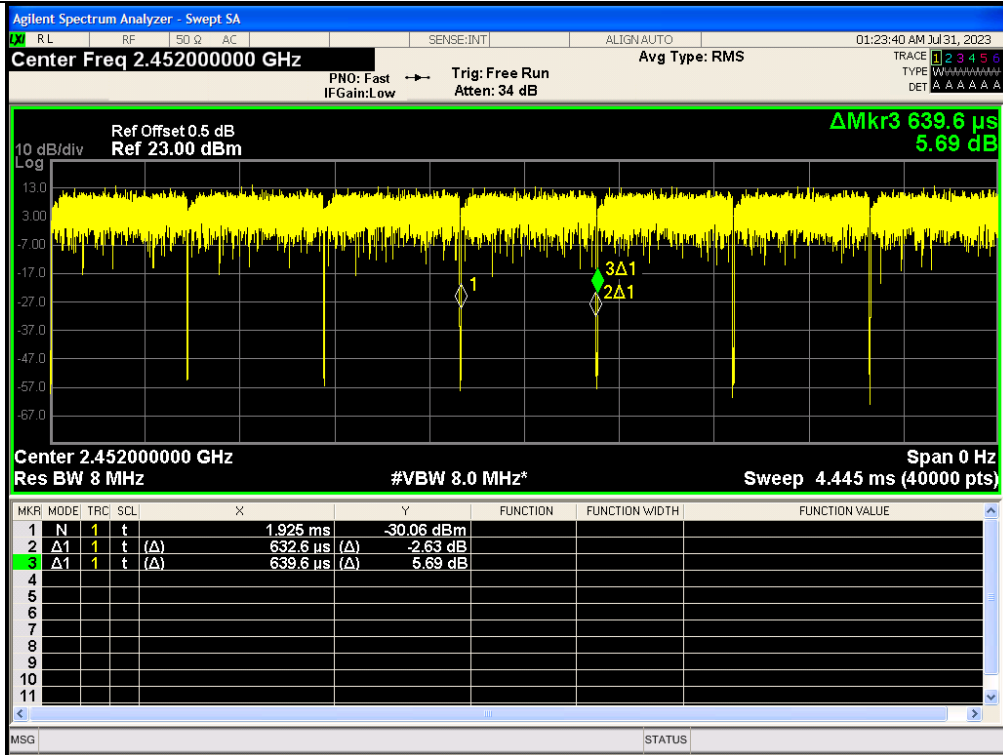 Agilent Spectrum Analyzer - Swept SA
LXI RL RF 50 Ω AC SENSE:INT ALIGN AUTO 01:23:40 AM Jul 31, 2023
Center Freq 2.452000000 GHz Avg Type: RMS TRACE 1 2 3 4 5 6
PNO: Fast Trig: Free Run TYPE WWWWWW
IFGain:Low Atten: 34 dB DET A A A A A A
ΔMkr3 639.6 µs
Ref Offset 0.5 dB
10 dB/div Ref 23.00 dBm 5.69 dB
Log
13.0
3.00
-7.00
-17.0
3Δ1
1
2Δ1
-27.0
-37.0
-47.0
-57.0
-67.0
Center 2.452000000 GHz Span 0 Hz
Res BW 8 MHz #VBW 8.0 MHz* Sweep 4.445 ms (40000 pts)
MKR MODE TRC SCL X Y FUNCTION FUNCTION WIDTH FUNCTION VALUE
1 N 1 t 1.925 ms -30.06 dBm
2 Δ1 1 t (Δ) 632.6 µs (Δ) -2.63 dB
3 Δ1 1 t (Δ) 639.6 µs (Δ) 5.69 dB
4
5
6
7
8
9
10
11
MSG STATUS